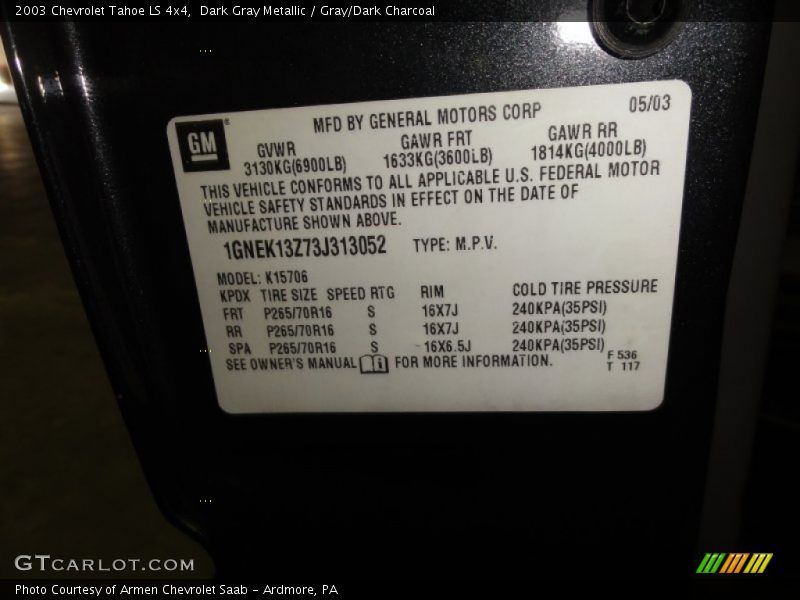 2003 Chevrolet Tahoe LS 4x4, Dark Gray Metallic / Gray/Dark Charcoal
GM ®
MFD BY GENERAL MOTORS CORP 05/03
GVWR GAWR FRT GAWR RR
3130KG(6900LB) 1633KG(3600LB) 1814KG(4000LB)
THIS VEHICLE CONFORMS TO ALL APPLICABLE U.S. FEDERAL MOTOR
VEHICLE SAFETY STANDARDS IN EFFECT ON THE DATE OF
MANUFACTURE SHOWN ABOVE.
1GNEK13Z73J313052 TYPE: M.P.V.
MODEL: K15706
KPDX TIRE SIZE SPEED RTG RIM COLD TIRE PRESSURE
FRT P265/70R16 S 16X7J 240KPA(35PSI)
RR P265/70R16 S 16X7J 240KPA(35PSI)
SPA P265/70R16 S 16X6.5J 240KPA(35PSI)
SEE OWNER'S MANUAL FOR MORE INFORMATION.
F 536
T 117
GTCARLOT.COM
Photo Courtesy of Armen Chevrolet Saab - Ardmore, PA